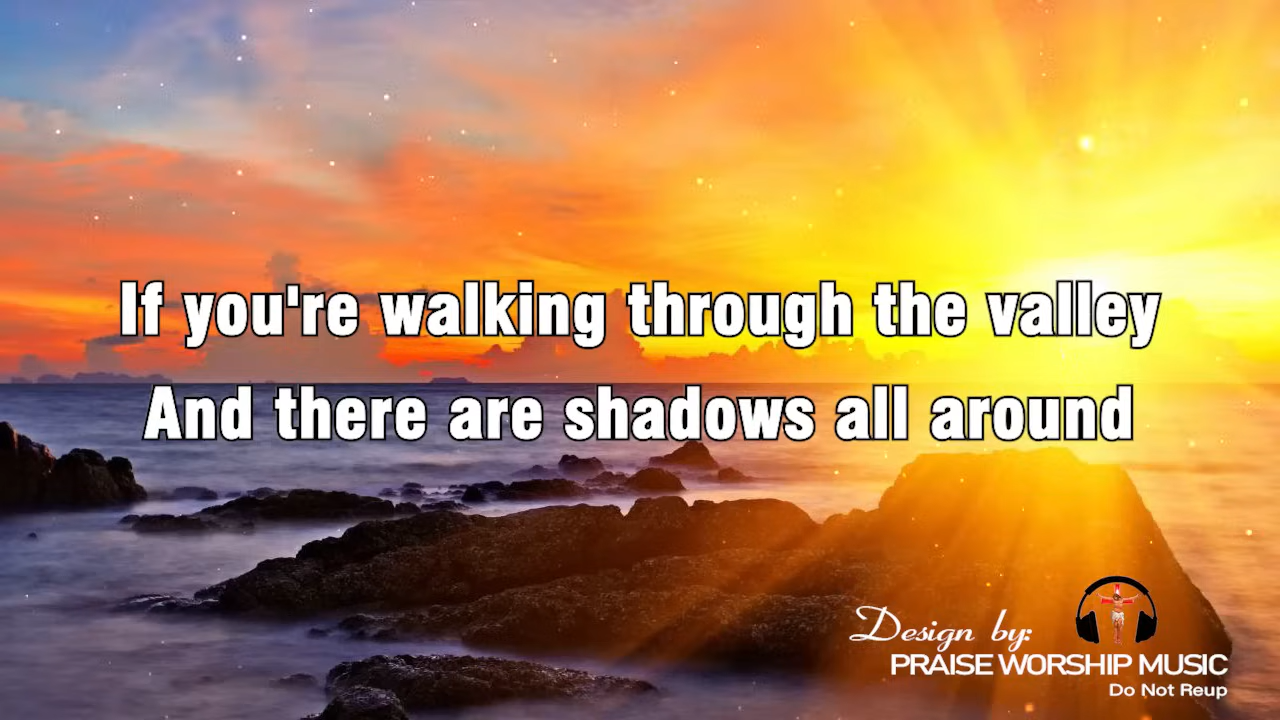 If you're walking through the valley
And there are shadows all around
Design by:
PRAISE WORSHIP MUSIC
Do Not Reup